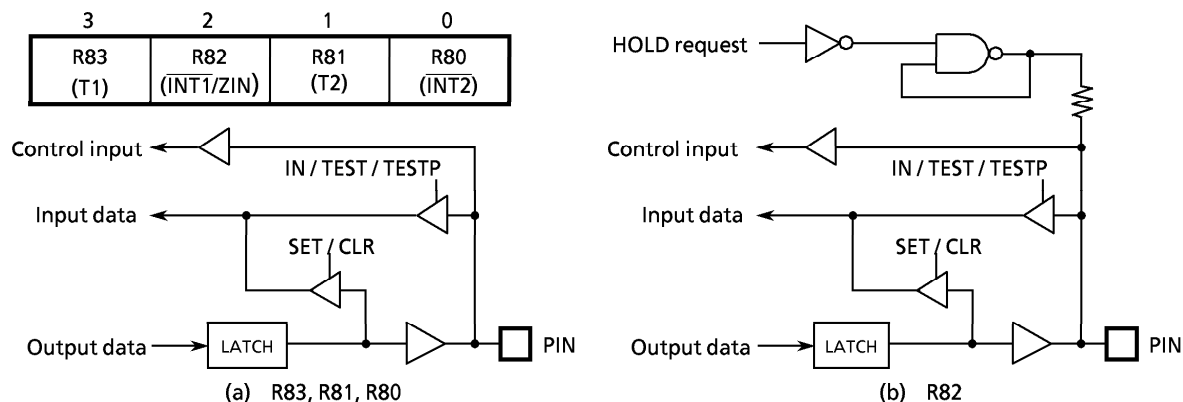 3 2 1 0
R83 R82 R81 R80
(T1) (INT1/ZIN) (T2) (INT2)
Control input
IN / TEST / TESTP
Input data
SET / CLR
Output data LATCH PIN
(a) R83, R81, R80
HOLD request
Control input
IN / TEST / TESTP
Input data
SET / CLR
Output data LATCH PIN
(b) R82